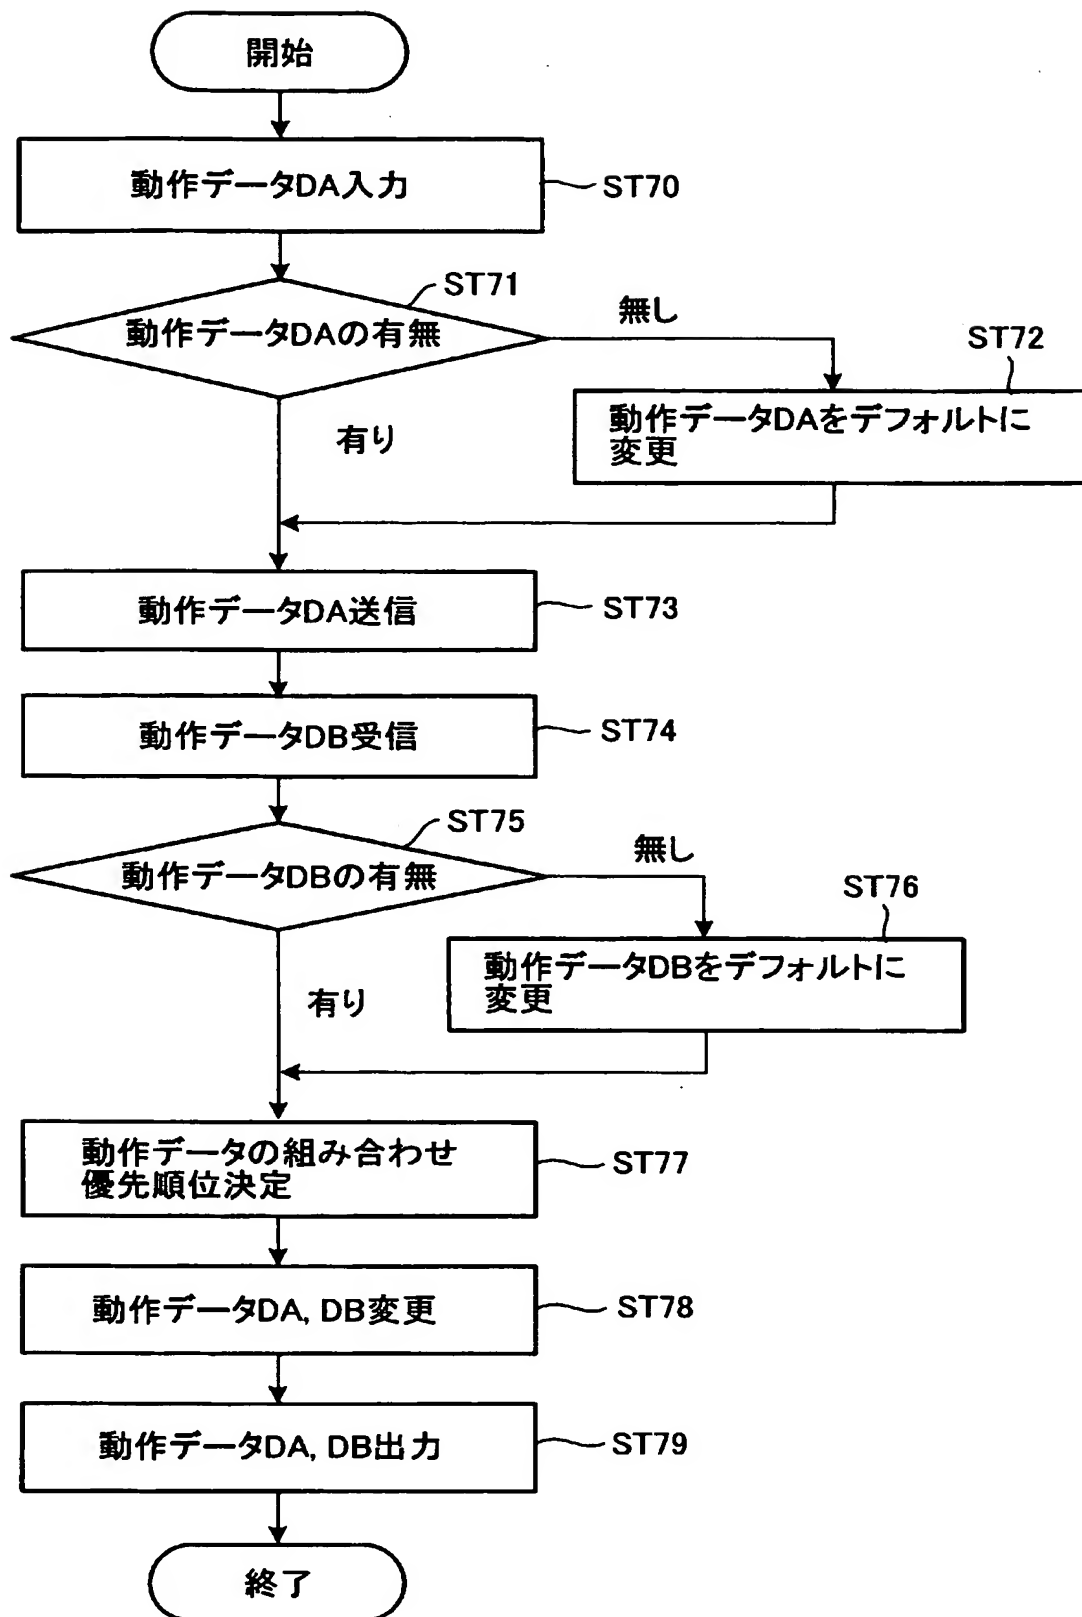 開始
動作データDA入力
ST70
ST71
動作データDAの有無
無し
ST72
動作データDAをデフォルトに
変更
有り
動作データDA送信
ST73
動作データDB受信
ST74
ST75
動作データDBの有無
無し
ST76
動作データDBをデフォルトに
変更
有り
動作データの組み合わせ
優先順位決定
ST77
動作データDA, DB変更
ST78
動作データDA, DB出力
ST79
終了